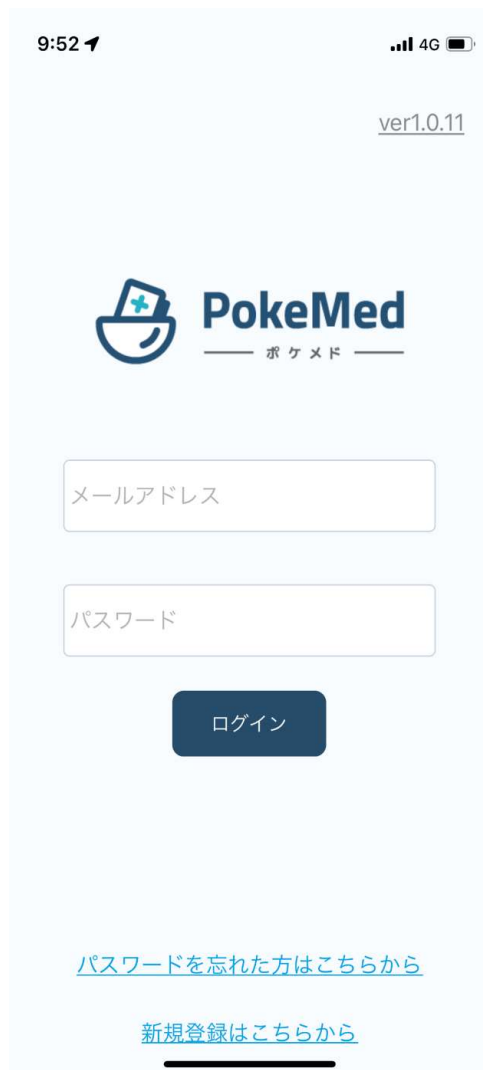 9:52
4G
ver1.0.11
PokeMed
ポケメド
メールアドレス
パスワード
ログイン
パスワードを忘れた方はこちらから
新規登録はこちらから